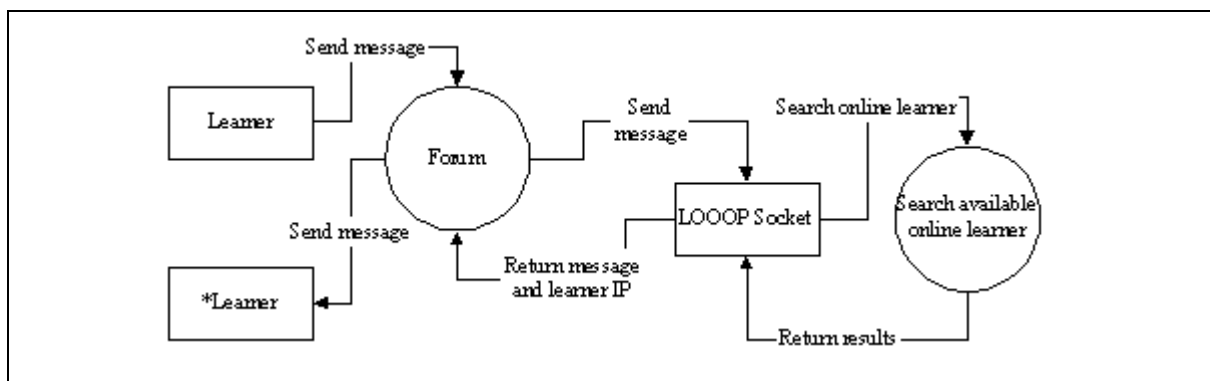 Send message
Learner
Forum
Send message
*Learner
Send
message
LOOOP Socket
Return message
and learner IP
Search online learner
Search available
online learner
Return results